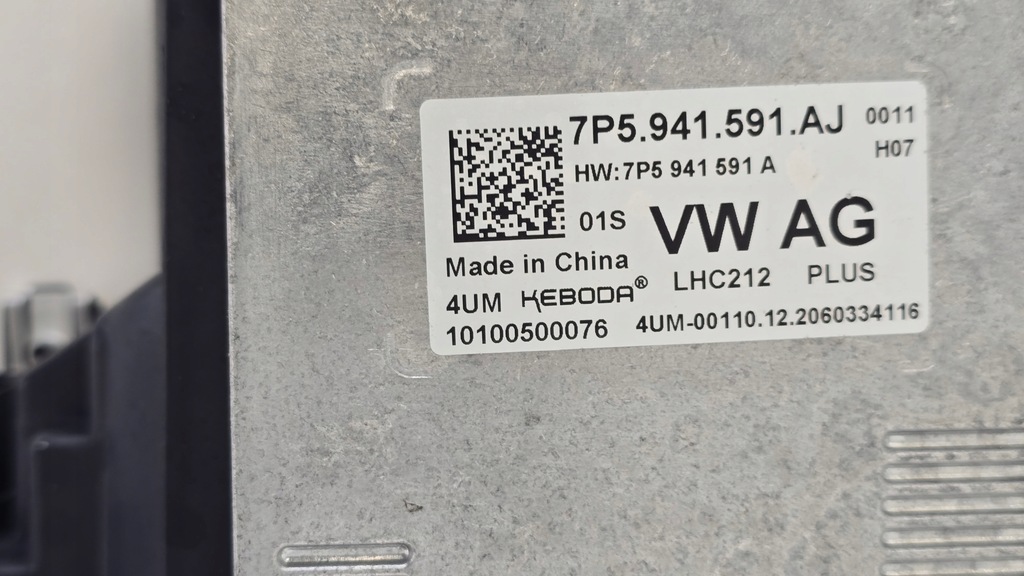 7P5.941.591.AJ 0011
HW:7P5 941 591 A H07
01S VW AG
Made in China LHC212 PLUS
4UM KEBODA®
10100500076 4UM-00110.12.2060334116